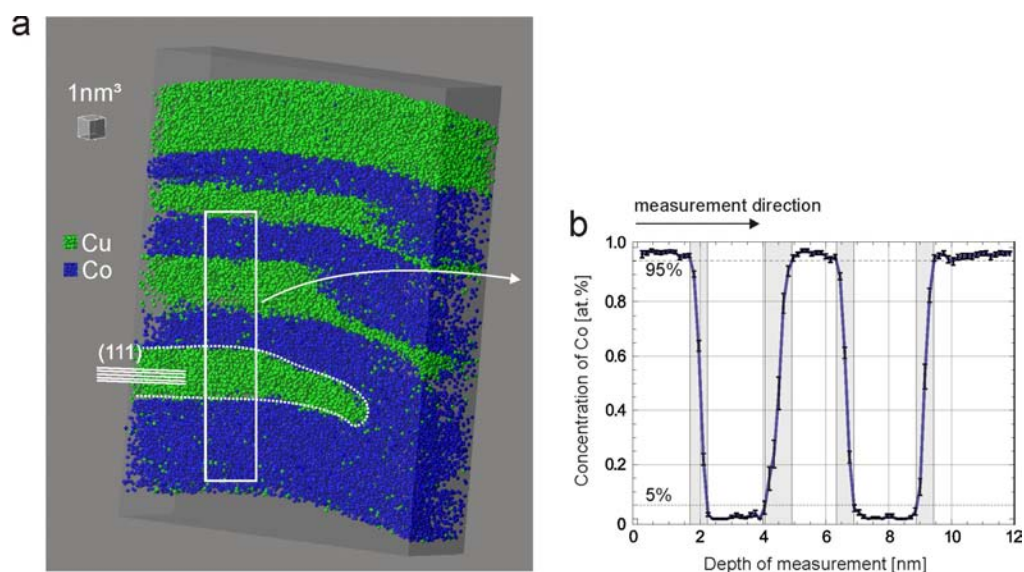 a
1nm³
Cu
Co
(111)
b
measurement direction
1.0
0.8
0.6
0.4
0.2
0
95%
5%
Concentration of Co [at.%]
0 2 4 6 8 10 12
Depth of measurement [nm]